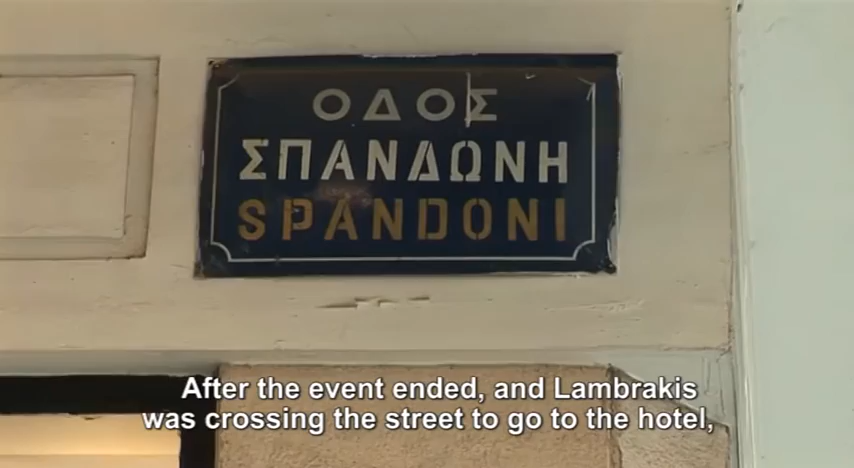 ΟΔΟΣ
ΣΠΑΝΔΩΝΗ
SPANDONI
After the event ended, and Lambrakis
was crossing the street to go to the hotel,